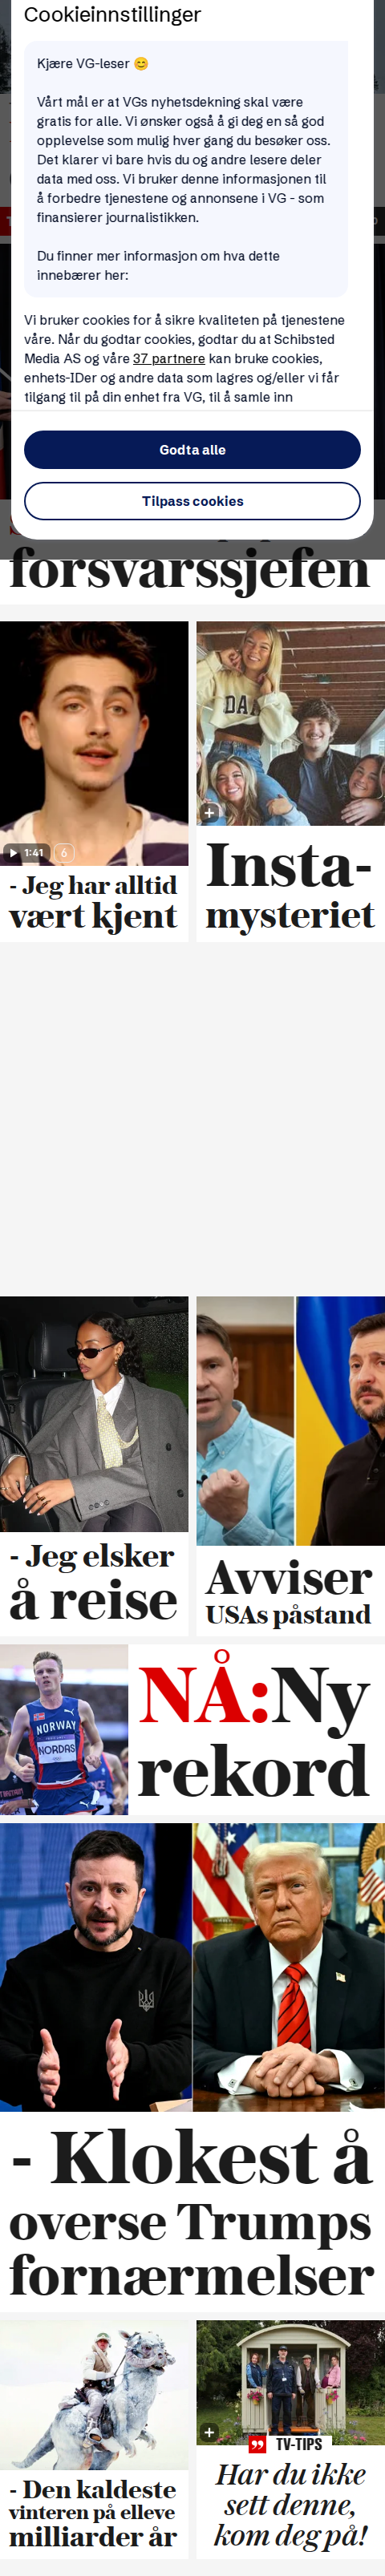 Cookieinnstillinger
Kjære VG-leser 😊
Vårt mål er at VGs nyhetsdekning skal være
gratis for alle. Vi ønsker også å gi deg en så god
opplevelse som mulig hver gang du besøker oss.
Det klarer vi bare hvis du og andre lesere deler
data med oss. Vi bruker denne informasjonen til
å forbedre tjenestene og annonsene i VG - som
finansierer journalistikken.
Du finner mer informasjon om hva dette
innebærer her:
Vi bruker cookies for å sikre kvaliteten på tjenestene
våre. Når du godtar cookies, godtar du at Schibsted
Media AS og våre 37 partnere kan bruke cookies,
enhets-IDer og andre data som lagres og/eller vi får
tilgang til på din enhet fra VG, til å samle inn
Godta alle
Tilpass cookies
forsvarssjefen
1:41
6
- Jeg har alltid
vært kjent
DA
Insta-
mysteriet
- Jeg elsker
å reise
Avviser
USAs påstand
NORWAY
NORDÅS
NÅ: Ny
rekord
- Klokest å
overse Trumps
fornærmelser
- Den kaldeste
vinteren på elleve
milliarder år
TV-TIPS
Har du ikke
sett denne,
kom deg på!